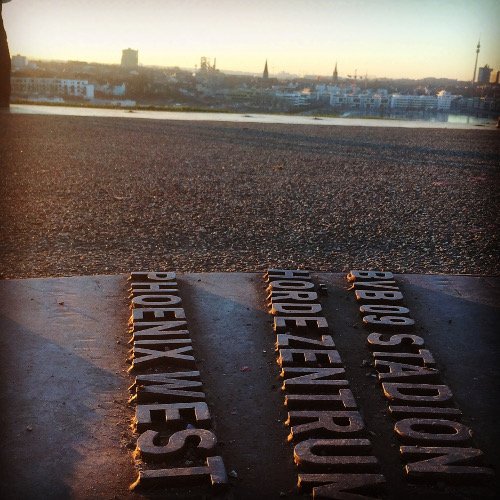 PHOENIX WEST
HÖRDE ZENTRUM
BVB 09 STADION